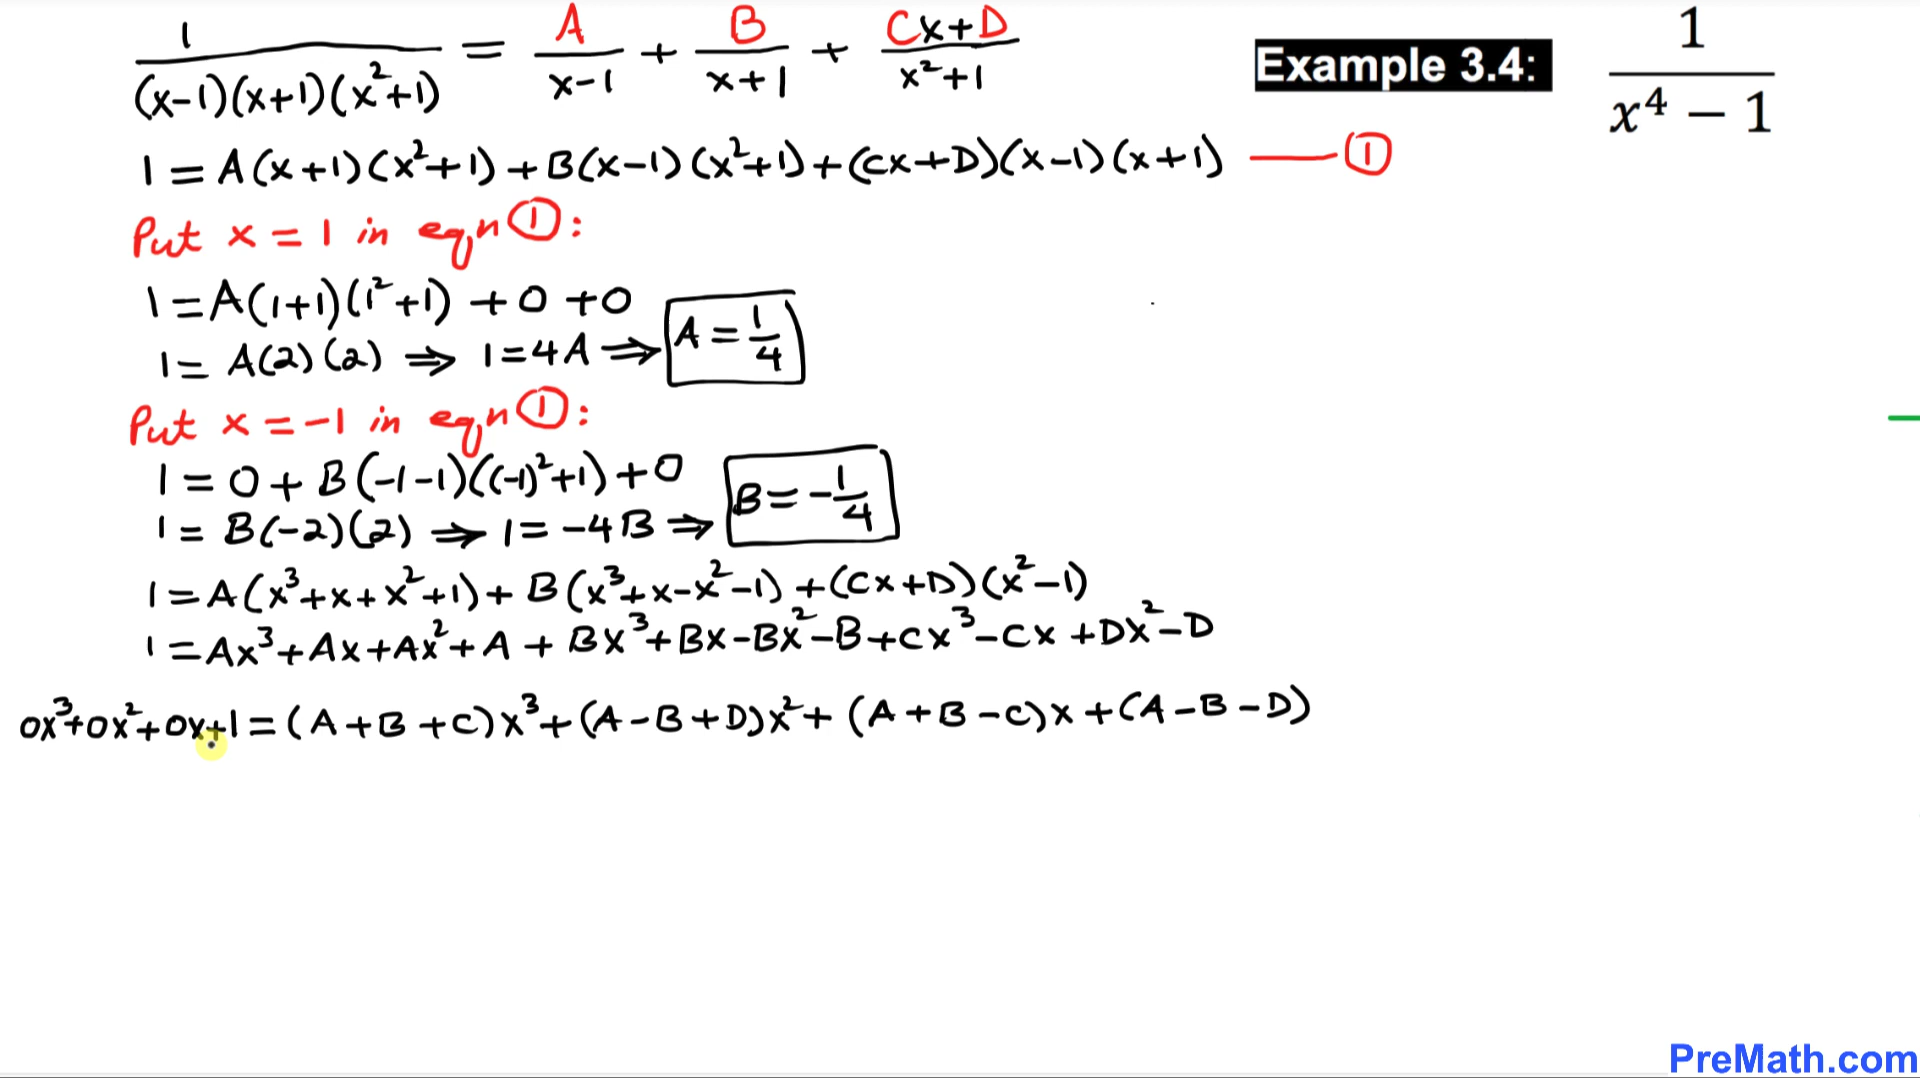 1/((x-1)(x+1)(x²+1)) = A/(x-1) + B/(x+1) + (Cx+D)/(x²+1)
Example 3.4: 1/(x⁴ − 1)
1 = A(x+1)(x²+1) + B(x-1)(x²+1) + (Cx+D)(x-1)(x+1) —— ①
Put x = 1 in eqn ①:
1 = A(1+1)(1²+1) + 0 + 0
1 = A(2)(2) ⇒ 1 = 4A ⇒ A = 1/4
Put x = -1 in eqn ①:
1 = 0 + B(-1-1)((-1)²+1) + 0
1 = B(-2)(2) ⇒ 1 = -4B ⇒ B = -1/4
1 = A(x³+x+x²+1) + B(x³+x-x²-1) + (Cx+D)(x²-1)
1 = Ax³+Ax+Ax²+A + Bx³+Bx-Bx²-B+Cx³-Cx+Dx²-D
0x³+0x²+0x+1 = (A+B+C)x³ + (A-B+D)x² + (A+B-C)x + (A-B-D)
PreMath.com